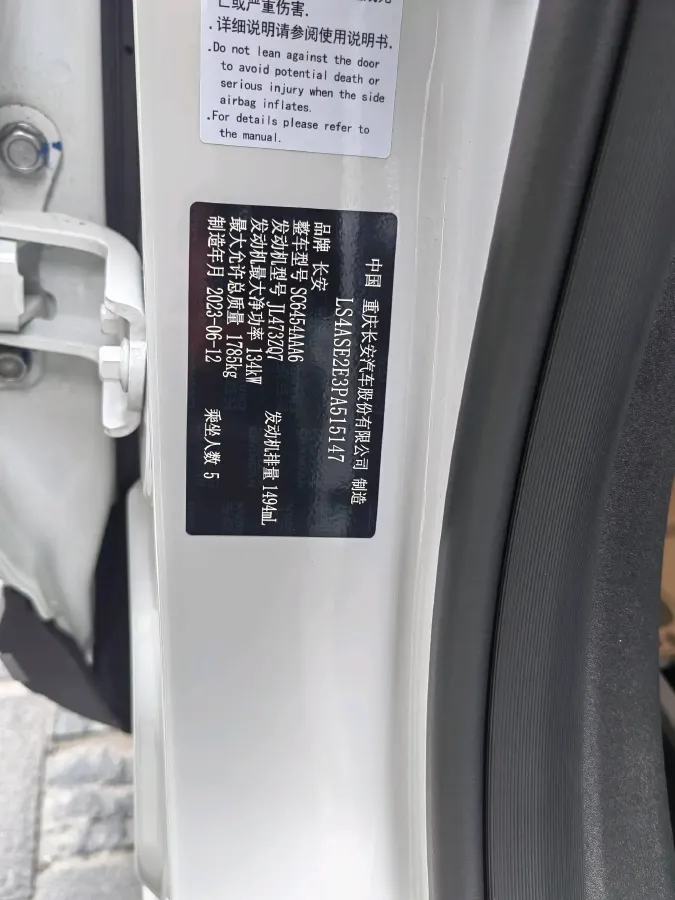 亡或严重伤害.
.详细说明请参阅使用说明书.
.Do not lean against the door
to avoid potential death or
serious injury when the side
airbag inflates.
.For details please refer to
the manual.
中国 重庆长安汽车股份有限公司 制造
LS4ASE2E3PA515147
品牌 长安
整车型号 SC6454AAA6
发动机型号 JL473ZQ7 发动机排量 1494mL
发动机最大净功率 134kW
最大允许总质量 1785kg
制造年月 2023-06-12 乘坐人数 5